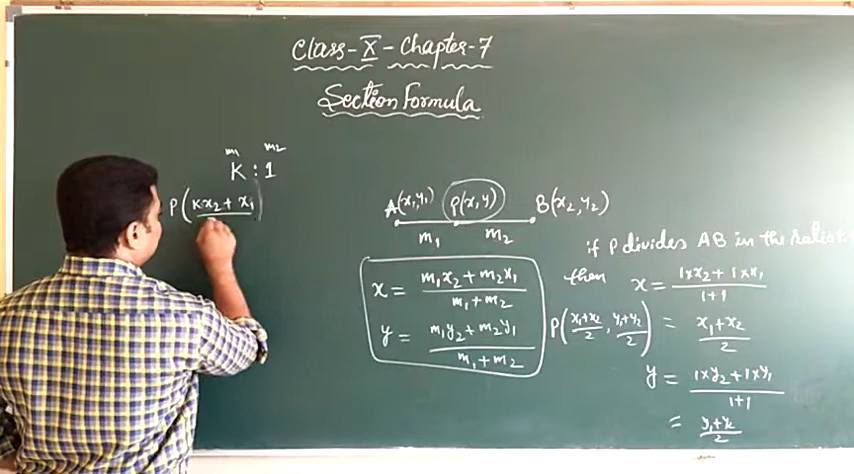 Class-X-Chapter-7
Section Formula
m₁ m₂
K : 1
P(Kx₂+x₁
A(x₁,y₁) P(x,y) B(x₂,y₂)
m₁ m₂
x = (m₁x₂+m₂x₁)/(m₁+m₂)
y = (m₁y₂+m₂y₁)/(m₁+m₂)
if P divides AB in the
then x = (1×x₂+1×x₁)/(1+1)
P((x₁+x₂)/2, (y₁+y₂)/2) = (x₁+x₂)/2
y = (1×y₂+1×y₁)/(1+1)
= (y₁+y₂)/2